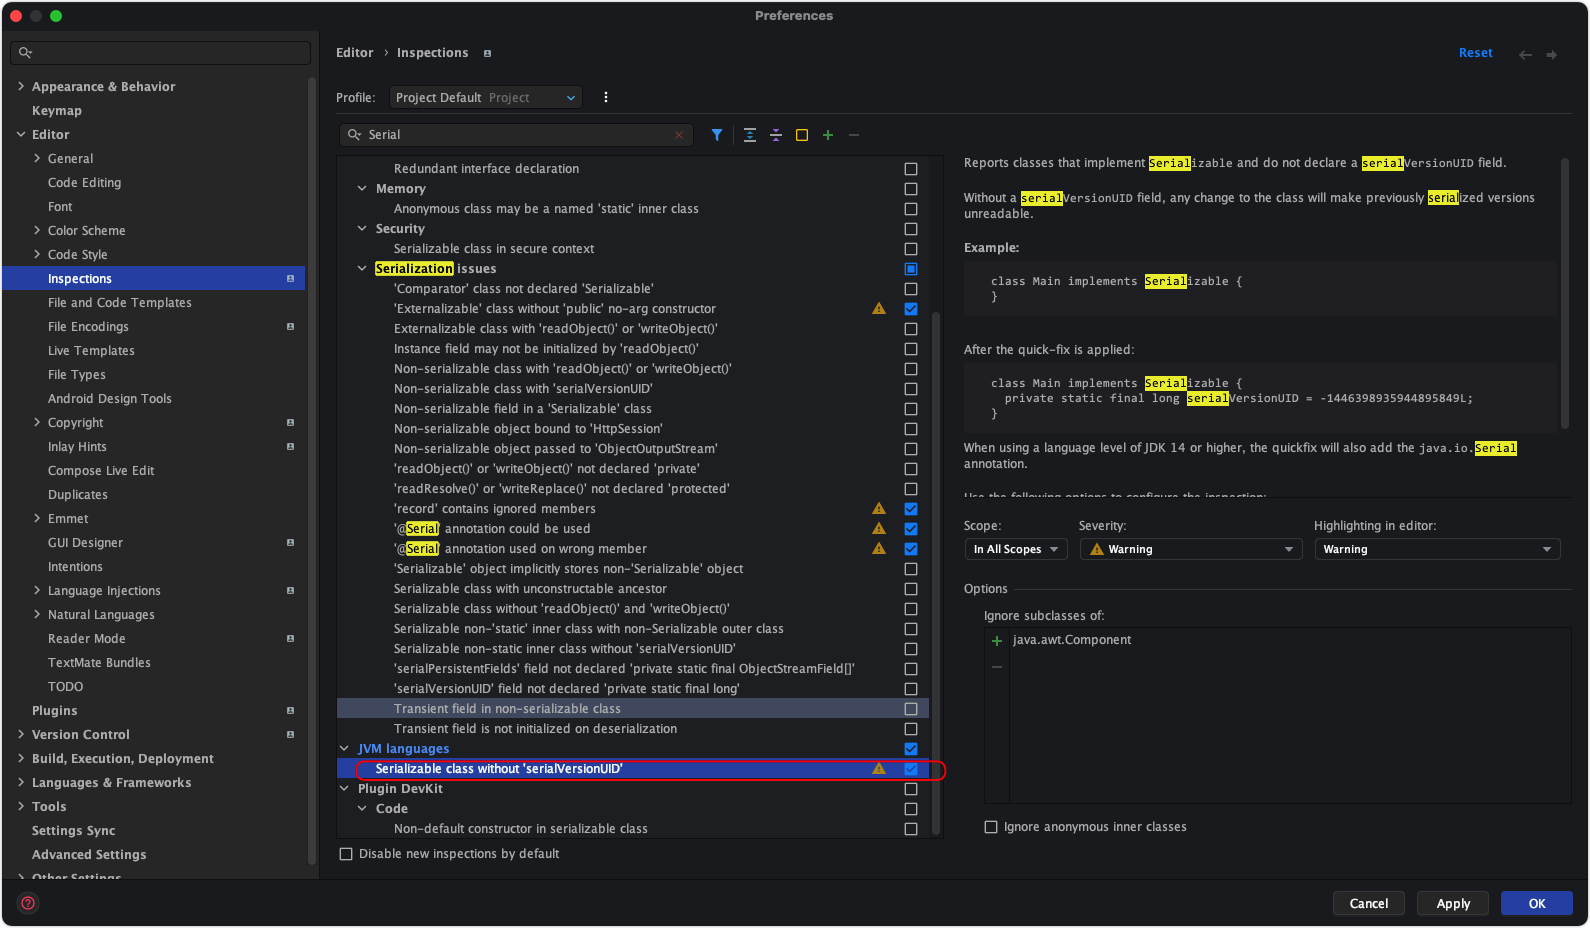 Preferences
Appearance & Behavior
Keymap
Editor
General
Code Editing
Font
Color Scheme
Code Style
Inspections
File and Code Templates
File Encodings
Live Templates
File Types
Android Design Tools
Copyright
Inlay Hints
Compose Live Edit
Duplicates
Emmet
GUI Designer
Intentions
Language Injections
Natural Languages
Reader Mode
TextMate Bundles
TODO
Plugins
Version Control
Build, Execution, Deployment
Languages & Frameworks
Tools
Settings Sync
Advanced Settings
Other Settings
Editor › Inspections
Reset
Profile: Project Default Project
Serial
Redundant interface declaration
Memory
Anonymous class may be a named 'static' inner class
Security
Serializable class in secure context
Serialization issues
'Comparator' class not declared 'Serializable'
'Externalizable' class without 'public' no-arg constructor
Externalizable class with 'readObject()' or 'writeObject()'
Instance field may not be initialized by 'readObject()'
Non-serializable class with 'readObject()' or 'writeObject()'
Non-serializable class with 'serialVersionUID'
Non-serializable field in a 'Serializable' class
Non-serializable object bound to 'HttpSession'
Non-serializable object passed to 'ObjectOutputStream'
'readObject()' or 'writeObject()' not declared 'private'
'readResolve()' or 'writeReplace()' not declared 'protected'
'record' contains ignored members
'@Serial' annotation could be used
'@Serial' annotation used on wrong member
'Serializable' object implicitly stores non-'Serializable' object
Serializable class with unconstructable ancestor
Serializable class without 'readObject()' and 'writeObject()'
Serializable non-'static' inner class with non-Serializable outer class
Serializable non-static inner class without 'serialVersionUID'
'serialPersistentFields' field not declared 'private static final ObjectStreamField[]'
'serialVersionUID' field not declared 'private static final long'
Transient field in non-serializable class
Transient field is not initialized on deserialization
JVM languages
Serializable class without 'serialVersionUID'
Plugin DevKit
Code
Non-default constructor in serializable class
Disable new inspections by default
Reports classes that implement Serializable and do not declare a serialVersionUID field.
Without a serialVersionUID field, any change to the class will make previously serialized versions
unreadable.
Example:
class Main implements Serializable {
}
After the quick-fix is applied:
class Main implements Serializable {
private static final long serialVersionUID = -1446398935944895849L;
}
When using a language level of JDK 14 or higher, the quickfix will also add the java.io.Serial
annotation.
Use the following options to configure the inspection:
Scope: Severity: Highlighting in editor:
In All Scopes Warning Warning
Options
Ignore subclasses of:
java.awt.Component
Ignore anonymous inner classes
Cancel Apply OK